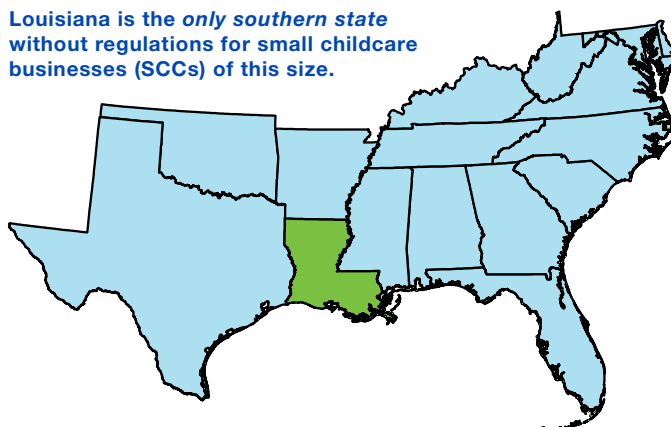 Louisiana is the only southern state
without regulations for small childcare
businesses (SCCs) of this size.